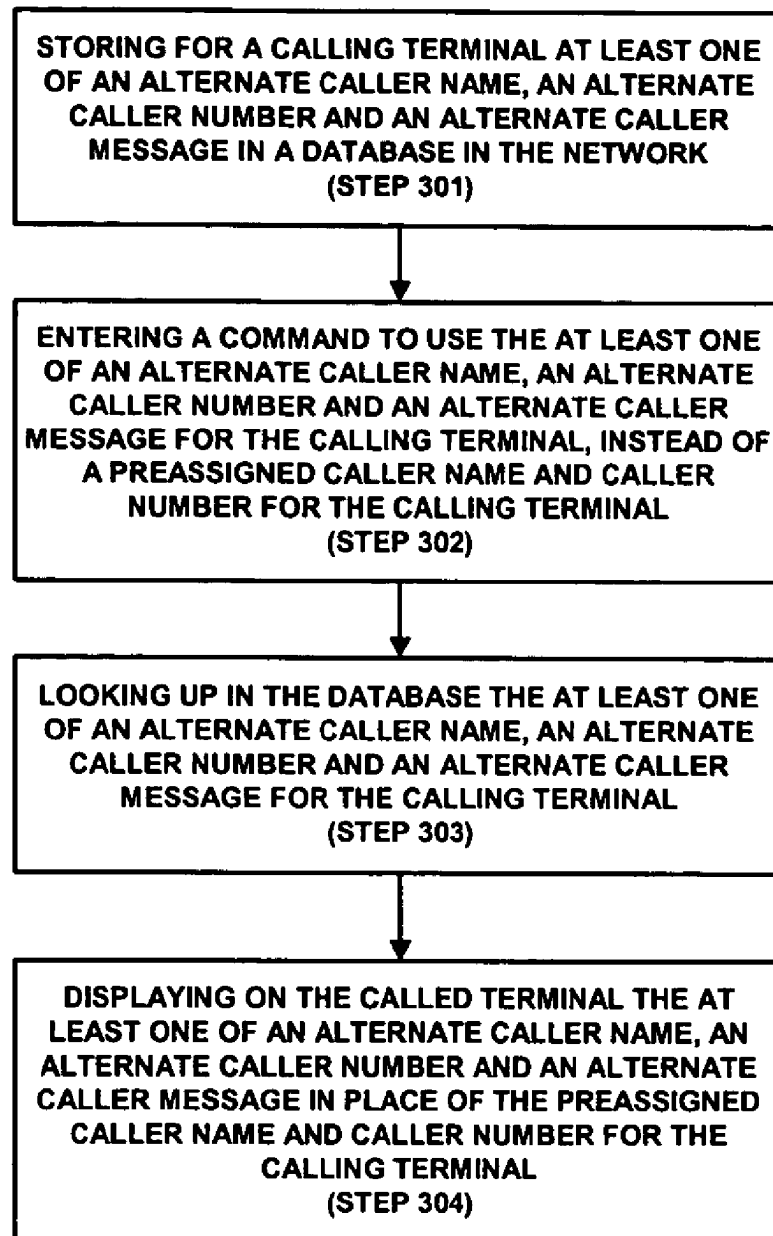 STORING FOR A CALLING TERMINAL AT LEAST ONE
OF AN ALTERNATE CALLER NAME, AN ALTERNATE
CALLER NUMBER AND AN ALTERNATE CALLER
MESSAGE IN A DATABASE IN THE NETWORK
(STEP 301)
ENTERING A COMMAND TO USE THE AT LEAST ONE
OF AN ALTERNATE CALLER NAME, AN ALTERNATE
CALLER NUMBER AND AN ALTERNATE CALLER
MESSAGE FOR THE CALLING TERMINAL, INSTEAD OF
A PREASSIGNED CALLER NAME AND CALLER
NUMBER FOR THE CALLING TERMINAL
(STEP 302)
LOOKING UP IN THE DATABASE THE AT LEAST ONE
OF AN ALTERNATE CALLER NAME, AN ALTERNATE
CALLER NUMBER AND AN ALTERNATE CALLER
MESSAGE FOR THE CALLING TERMINAL
(STEP 303)
DISPLAYING ON THE CALLED TERMINAL THE AT
LEAST ONE OF AN ALTERNATE CALLER NAME, AN
ALTERNATE CALLER NUMBER AND AN ALTERNATE
CALLER MESSAGE IN PLACE OF THE PREASSIGNED
CALLER NAME AND CALLER NUMBER FOR THE
CALLING TERMINAL
(STEP 304)